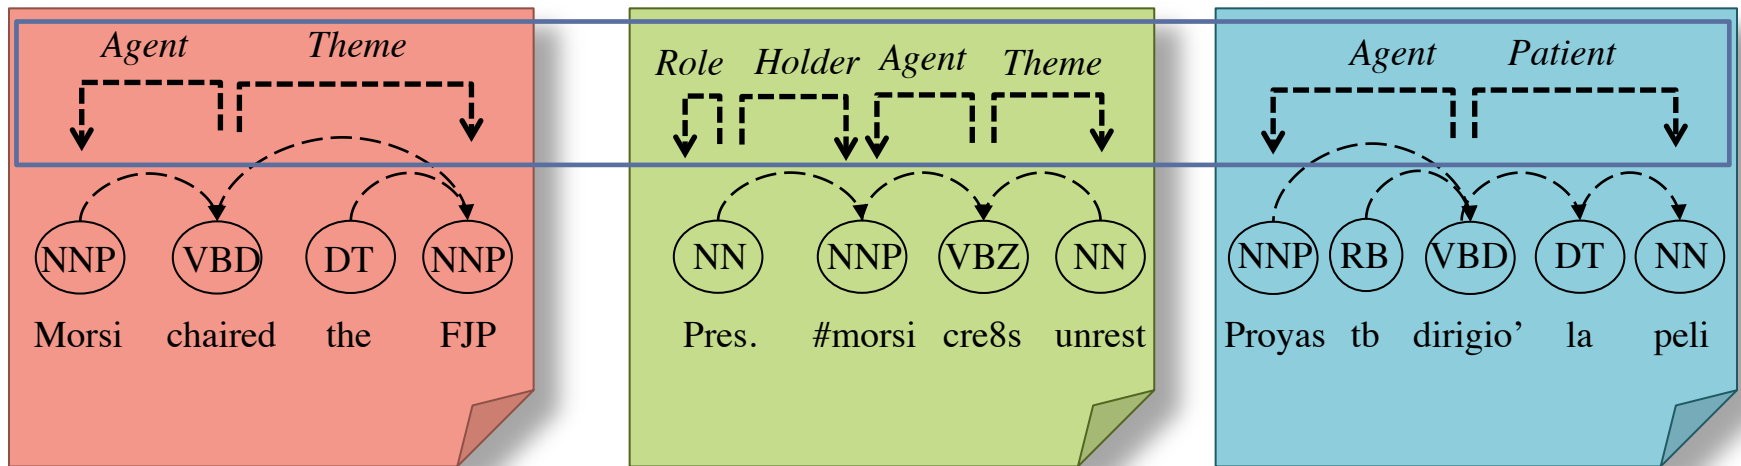 Agent Theme
NNP VBD DT NNP
Morsi chaired the FJP
Role Holder Agent Theme
NN NNP VBZ NN
Pres. #morsi cre8s unrest
Agent Patient
NNP RB VBD DT NN
Proyas tb dirigio’ la peli